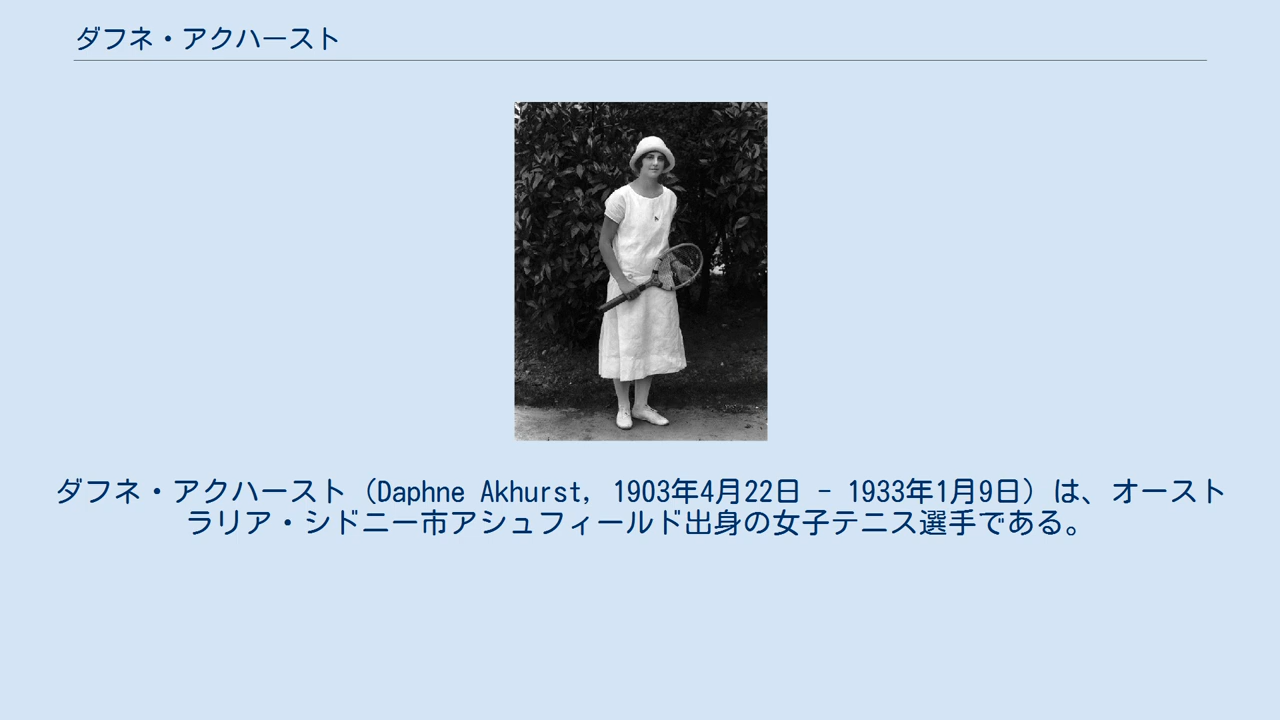 ダフネ・アクハースト
ダフネ・アクハースト（Daphne Akhurst, 1903年4月22日 - 1933年1月9日）は、オースト
ラリア・シドニー市アシュフィールド出身の女子テニス選手である。